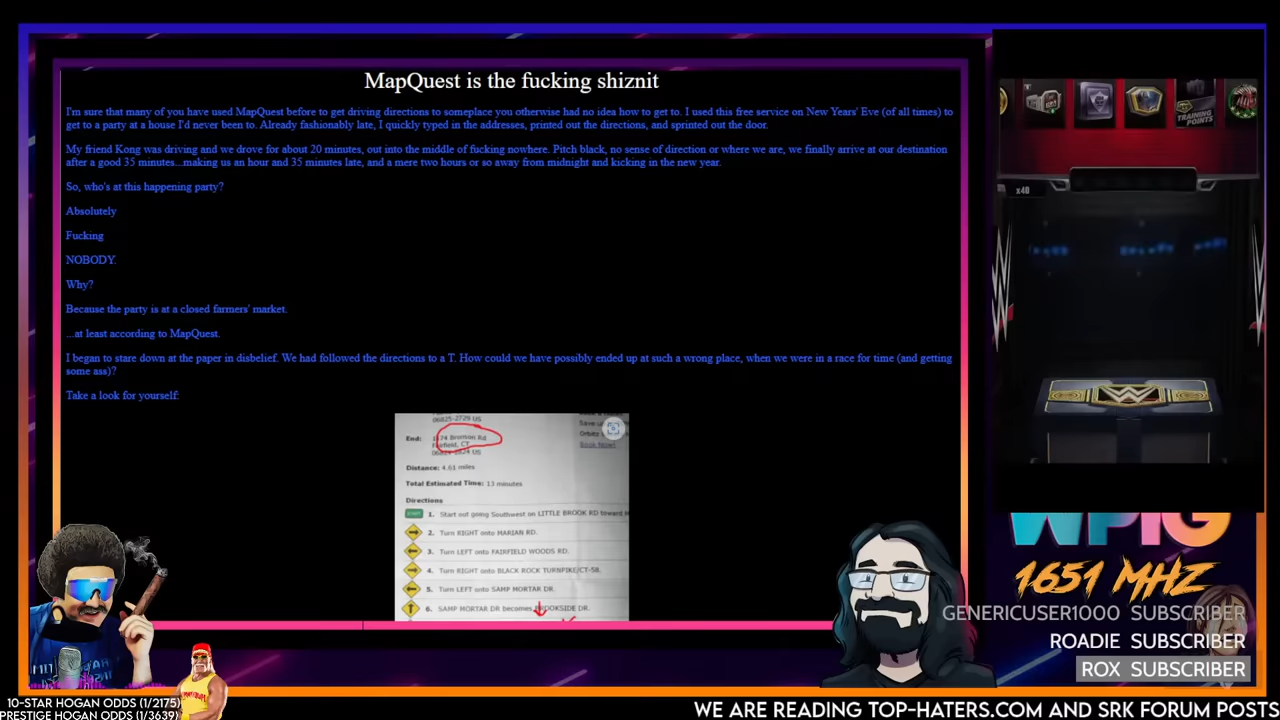 MapQuest is the fucking shiznit
I'm sure that many of you have used MapQuest before to get driving directions to someplace you otherwise had no idea how to get to. I used this free service on New Years' Eve (of all times) to
get to a party at a house I'd never been to. Already fashionably late, I quickly typed in the addresses, printed out the directions, and sprinted out the door.
My friend Kong was driving and we drove for about 20 minutes, out into the middle of fucking nowhere. Pitch black, no sense of direction or where we are, we finally arrive at our destination
after a good 35 minutes...making us an hour and 35 minutes late, and a mere two hours or so away from midnight and kicking in the new year.
So, who's at this happening party?
Absolutely
Fucking
NOBODY.
Why?
Because the party is at a closed farmers' market.
...at least according to MapQuest.
I began to stare down at the paper in disbelief. We had followed the directions to a T. How could we have possibly ended up at such a wrong place, when we were in a race for time (and getting
some ass)?
Take a look for yourself:
06825-2729 US
End:
Bromson Rd
Fairfield, CT
US
Book Now!
Distance: 4.61 miles
Total Estimated Time: 13 minutes
Directions
START 1. Start out going Southwest on LITTLE BROOK RD toward
2. Turn RIGHT onto MARIAN RD.
3. Turn LEFT onto FAIRFIELD WOODS RD.
4. Turn RIGHT onto BLACK ROCK TURNPIKE/CT-58.
5. Turn LEFT onto SAMP MORTAR DR.
6. SAMP MORTAR DR becomes BROOKSIDE DR.
TRAINING
POINTS
x40
WPIG
1651 MHZ
GENERICUSER1000 SUBSCRIBER
ROADIE SUBSCRIBER
ROX SUBSCRIBER
10-STAR HOGAN ODDS (1/2175)
PRESTIGE HOGAN ODDS (1/3639)
WE ARE READING TOP-HATERS.COM AND SRK FORUM POSTS